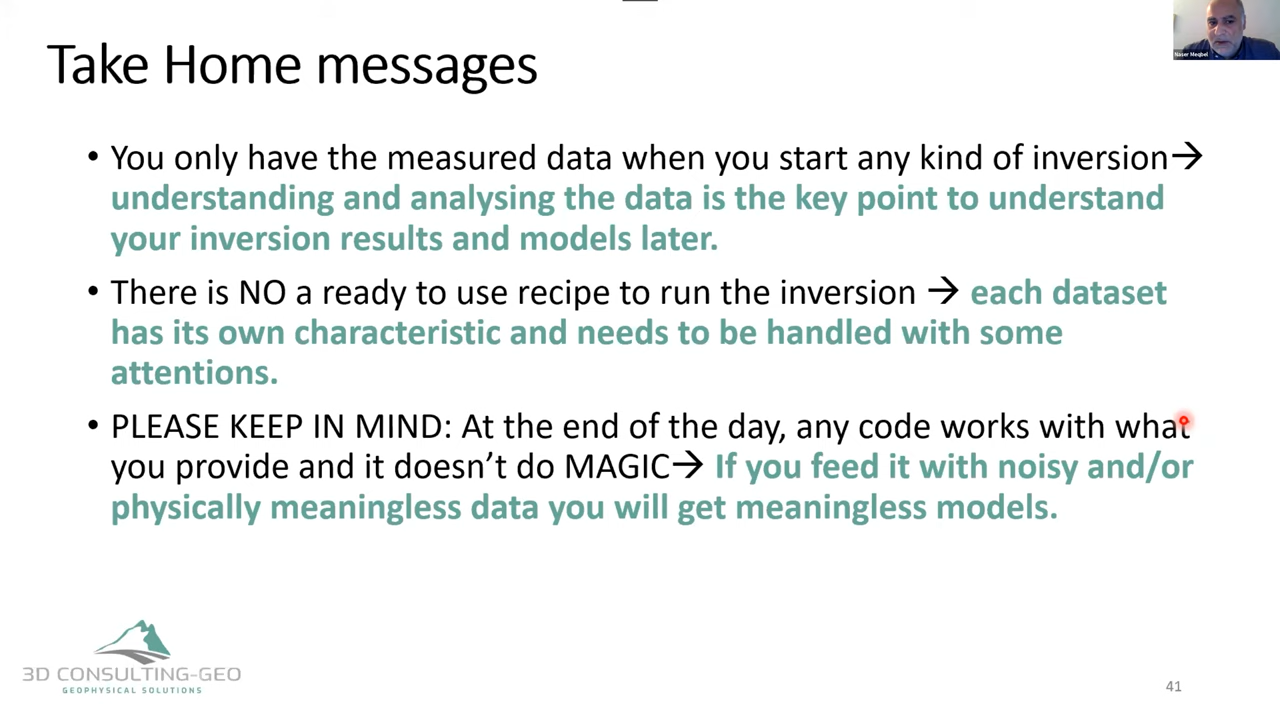 Naser Meqbel
Take Home messages
• You only have the measured data when you start any kind of inversion→
understanding and analysing the data is the key point to understand
your inversion results and models later.
• There is NO a ready to use recipe to run the inversion → each dataset
has its own characteristic and needs to be handled with some
attentions.
• PLEASE KEEP IN MIND: At the end of the day, any code works with what
you provide and it doesn’t do MAGIC→ If you feed it with noisy and/or
physically meaningless data you will get meaningless models.
3D CONSULTING-GEO
GEOPHYSICAL SOLUTIONS
41